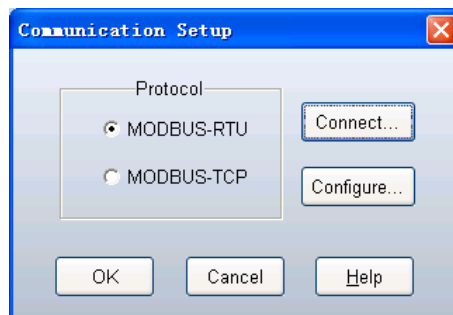 Communication Setup
Protocol
MODBUS-RTU
Connect...
MODBUS-TCP
Configure...
OK
Cancel
Help